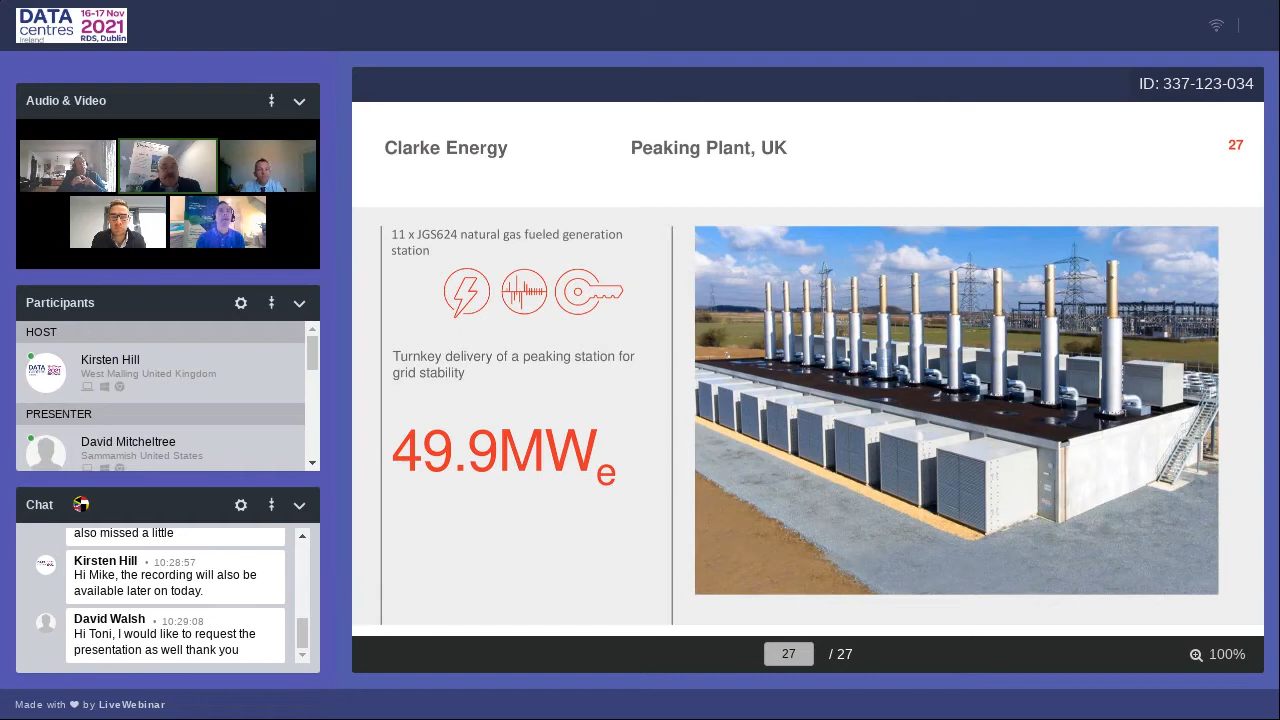 DATA
centres
Ireland
16-17 Nov
2021
RDS, Dublin
Audio & Video
Participants
HOST
Kirsten Hill
West Malling United Kingdom
PRESENTER
David Mitcheltree
Sammamish United States
Chat
also missed a little
Kirsten Hill • 10:28:57
Hi Mike, the recording will also be
available later on today.
David Walsh • 10:29:08
Hi Toni, I would like to request the
presentation as well thank you
ID: 337-123-034
Clarke Energy
Peaking Plant, UK
27
11 x JGS624 natural gas fueled generation
station
Turnkey delivery of a peaking station for
grid stability
49.9MWe
27 / 27
100%
Made with ❤ by LiveWebinar